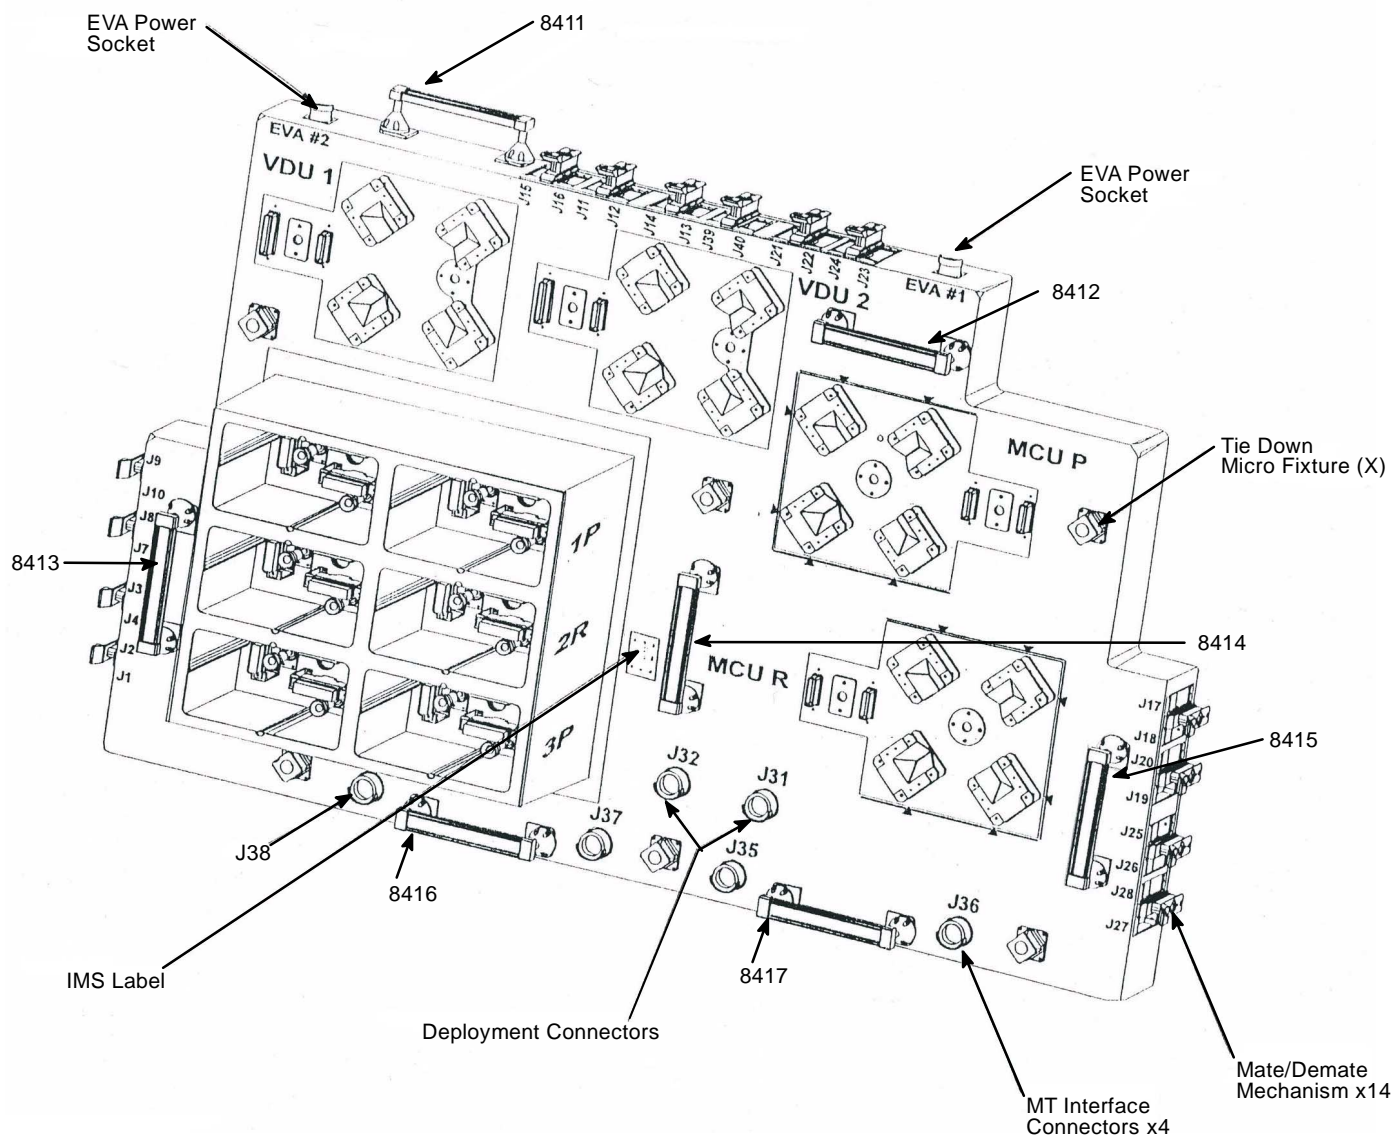 EVA Power
Socket
8411
EVA #2
VDU 1
EVA Power
Socket
J15
J16
J11
J12
J14
J13
J39
J40
J21
J22
J24
J23
VDU 2
EVA #1
8412
MCU P
Tie Down
Micro Fixture (X)
J9
J10
J8
J7
J3
J4
J2
J1
8413
1P
2R
3P
8414
MCU R
J17
J18
J20
J19
J25
J26
J28
J27
8415
J32
J31
J38
J37
J35
J36
8416
8417
IMS Label
Deployment Connectors
MT Interface
Connectors x4
Mate/Demate
Mechanism x14